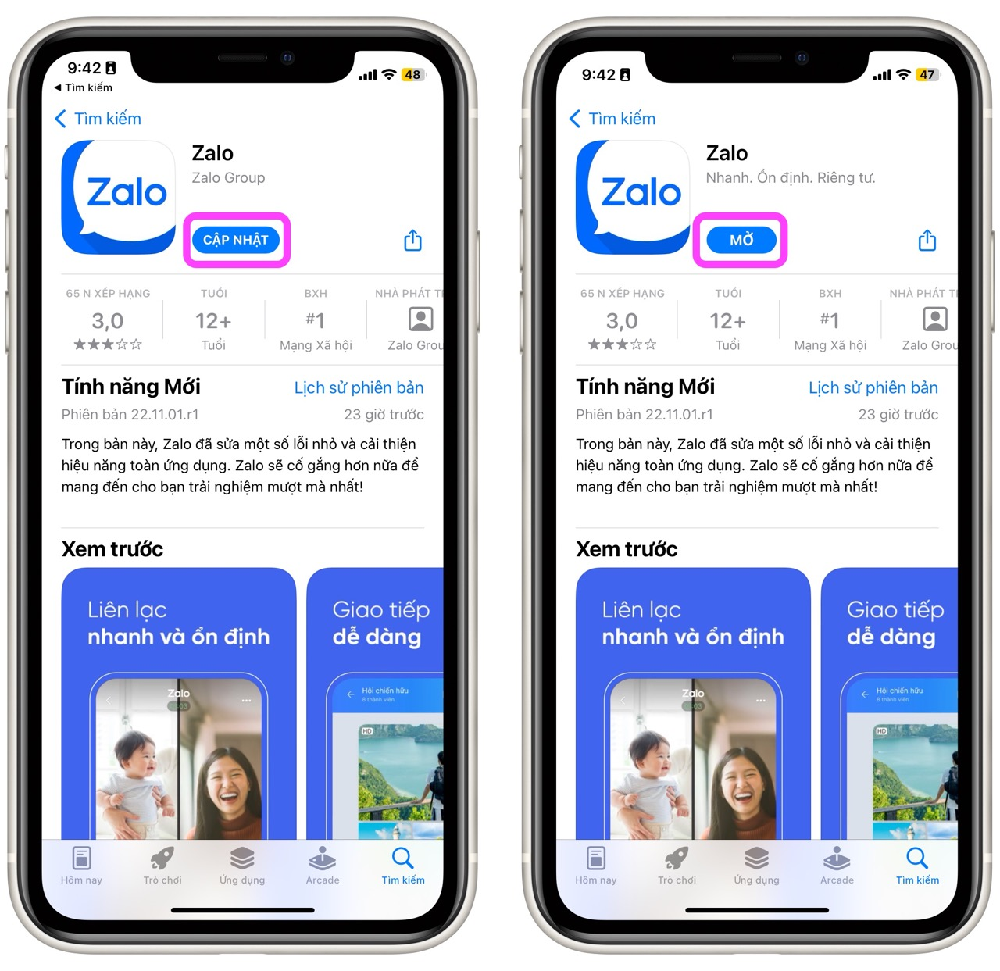 9:42
48
◀ Tìm kiếm
Tìm kiếm
Zalo
Zalo
Zalo Group
CẬP NHẬT
65 N XẾP HẠNG
TUỔI
BXH
NHÀ PHÁT TR
3,0
12+
#1
Tuổi
Mạng Xã hội
Zalo Grou
Tính năng Mới
Lịch sử phiên bản
Phiên bản 22.11.01.r1
23 giờ trước
Trong bản này, Zalo đã sửa một số lỗi nhỏ và cải thiện
hiệu năng toàn ứng dụng. Zalo sẽ cố gắng hơn nữa để
mang đến cho bạn trải nghiệm mượt mà nhất!
Xem trước
Liên lạc
nhanh và ổn định
Zalo
Giao tiếp
dễ dàng
Hội chiến hữu
8 thành viên
HD
Hôm nay
Trò chơi
Ứng dụng
Arcade
Tìm kiếm
9:42
47
Tìm kiếm
Zalo
Zalo
Nhanh. Ổn định. Riêng tư.
MỞ
65 N XẾP HẠNG
TUỔI
BXH
NHÀ PHÁT TR
3,0
12+
#1
Tuổi
Mạng Xã hội
Zalo Grou
Tính năng Mới
Lịch sử phiên bản
Phiên bản 22.11.01.r1
23 giờ trước
Trong bản này, Zalo đã sửa một số lỗi nhỏ và cải thiện
hiệu năng toàn ứng dụng. Zalo sẽ cố gắng hơn nữa để
mang đến cho bạn trải nghiệm mượt mà nhất!
Xem trước
Liên lạc
nhanh và ổn định
Zalo
Giao tiếp
dễ dàng
Hội chiến hữu
8 thành viên
HD
Hôm nay
Trò chơi
Ứng dụng
Arcade
Tìm kiếm